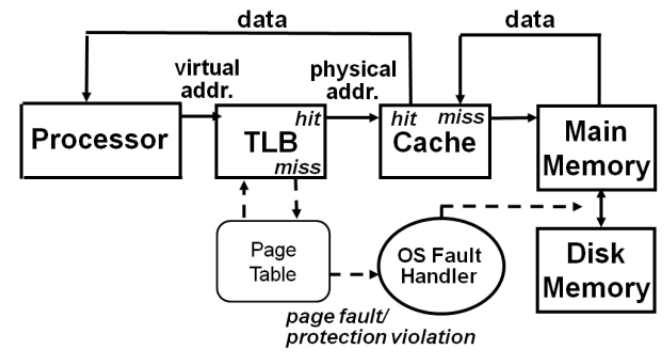 data
data
virtual
addr.
physical
addr.
Processor
TLB
hit
miss
Cache
hit
miss
Main
Memory
Page
Table
OS Fault
Handler
Disk
Memory
page fault/
protection violation